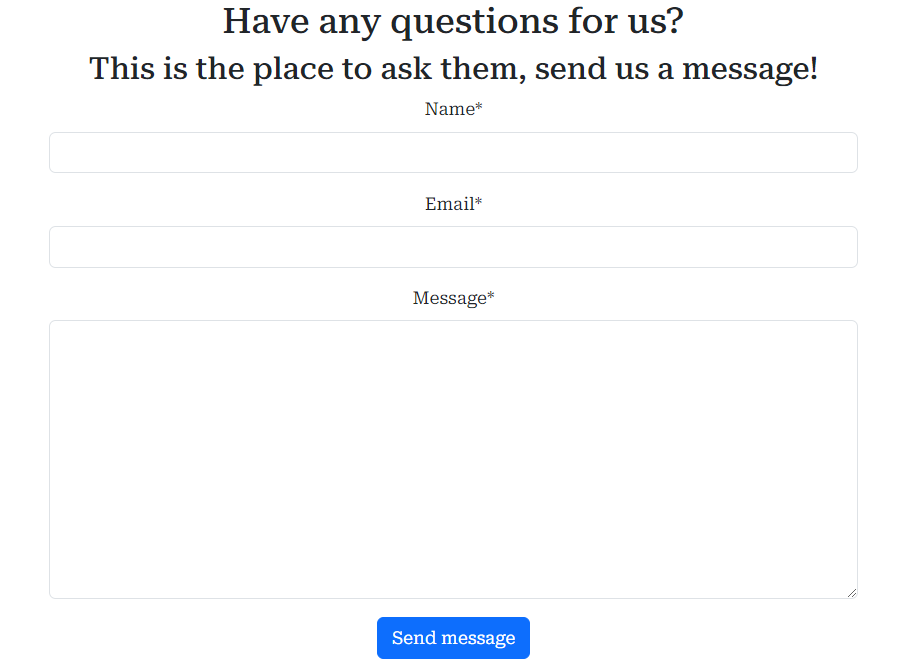 Have any questions for us?
This is the place to ask them, send us a message!
Name*
Email*
Message*
Send message